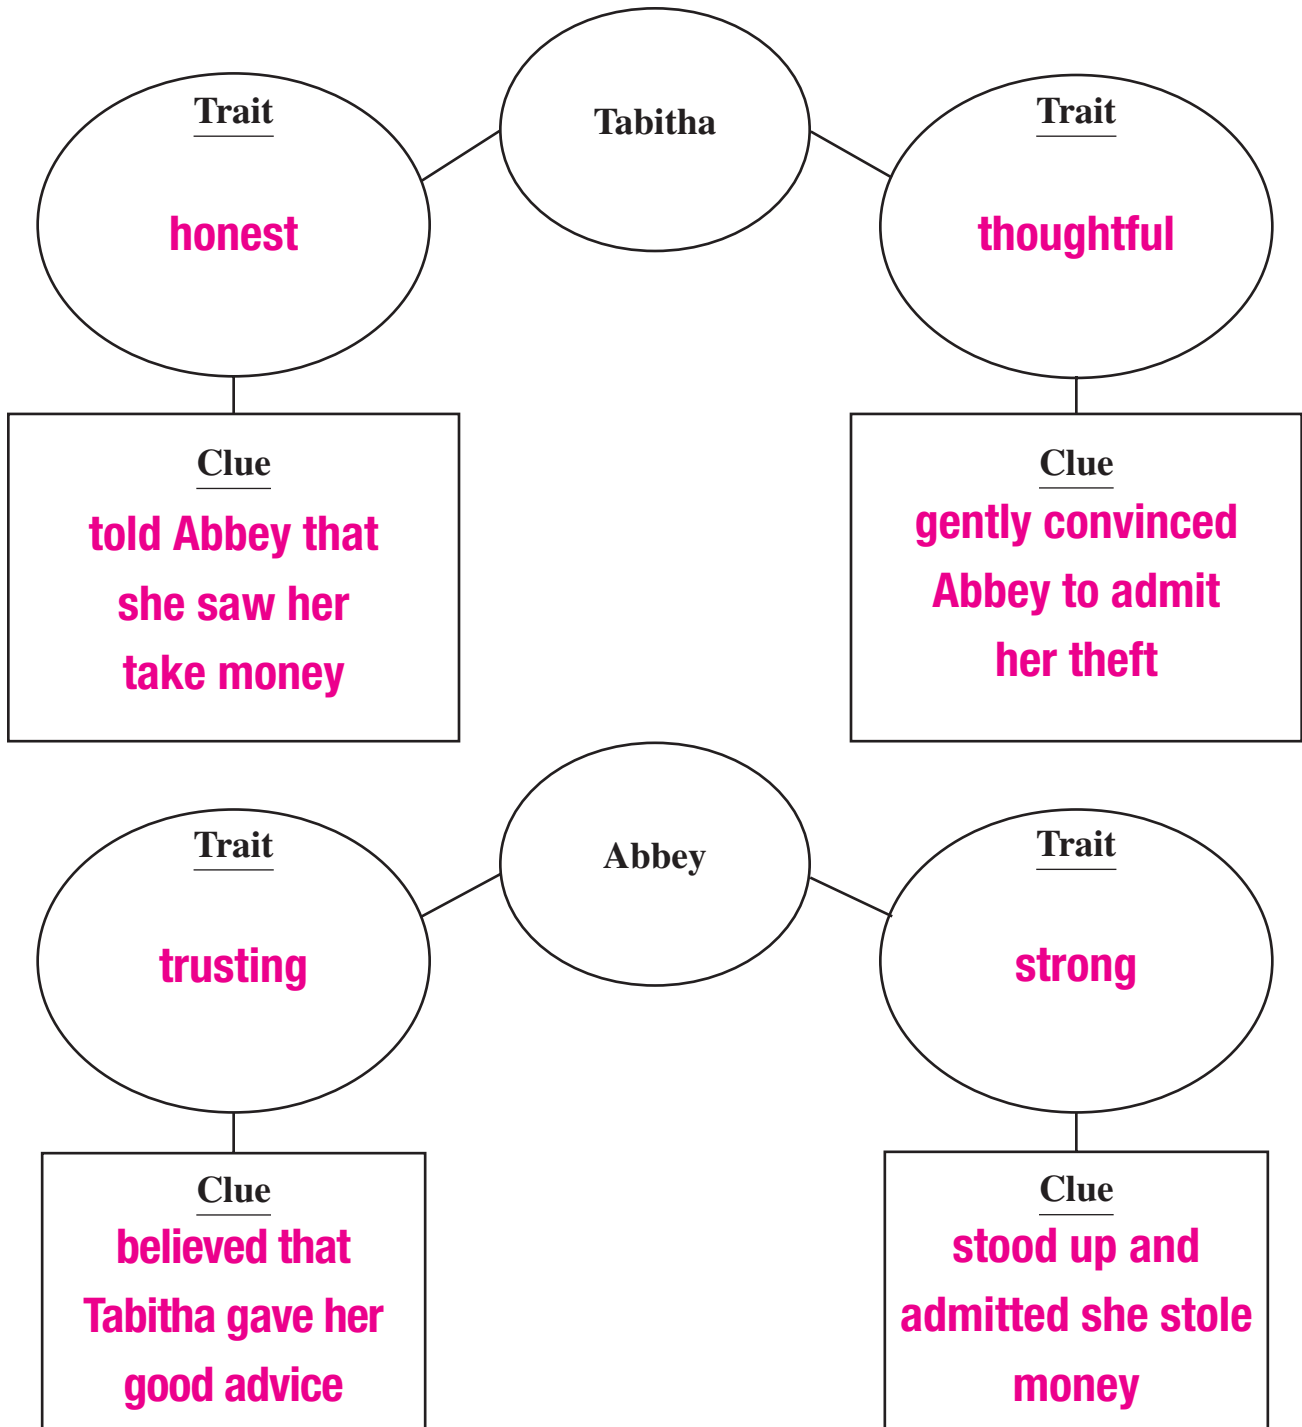 Tabitha
Trait
honest
Trait
thoughtful
Clue
told Abbey that
she saw her
take money
Clue
gently convinced
Abbey to admit
her theft
Abbey
Trait
trusting
Trait
strong
Clue
believed that
Tabitha gave her
good advice
Clue
stood up and
admitted she stole
money